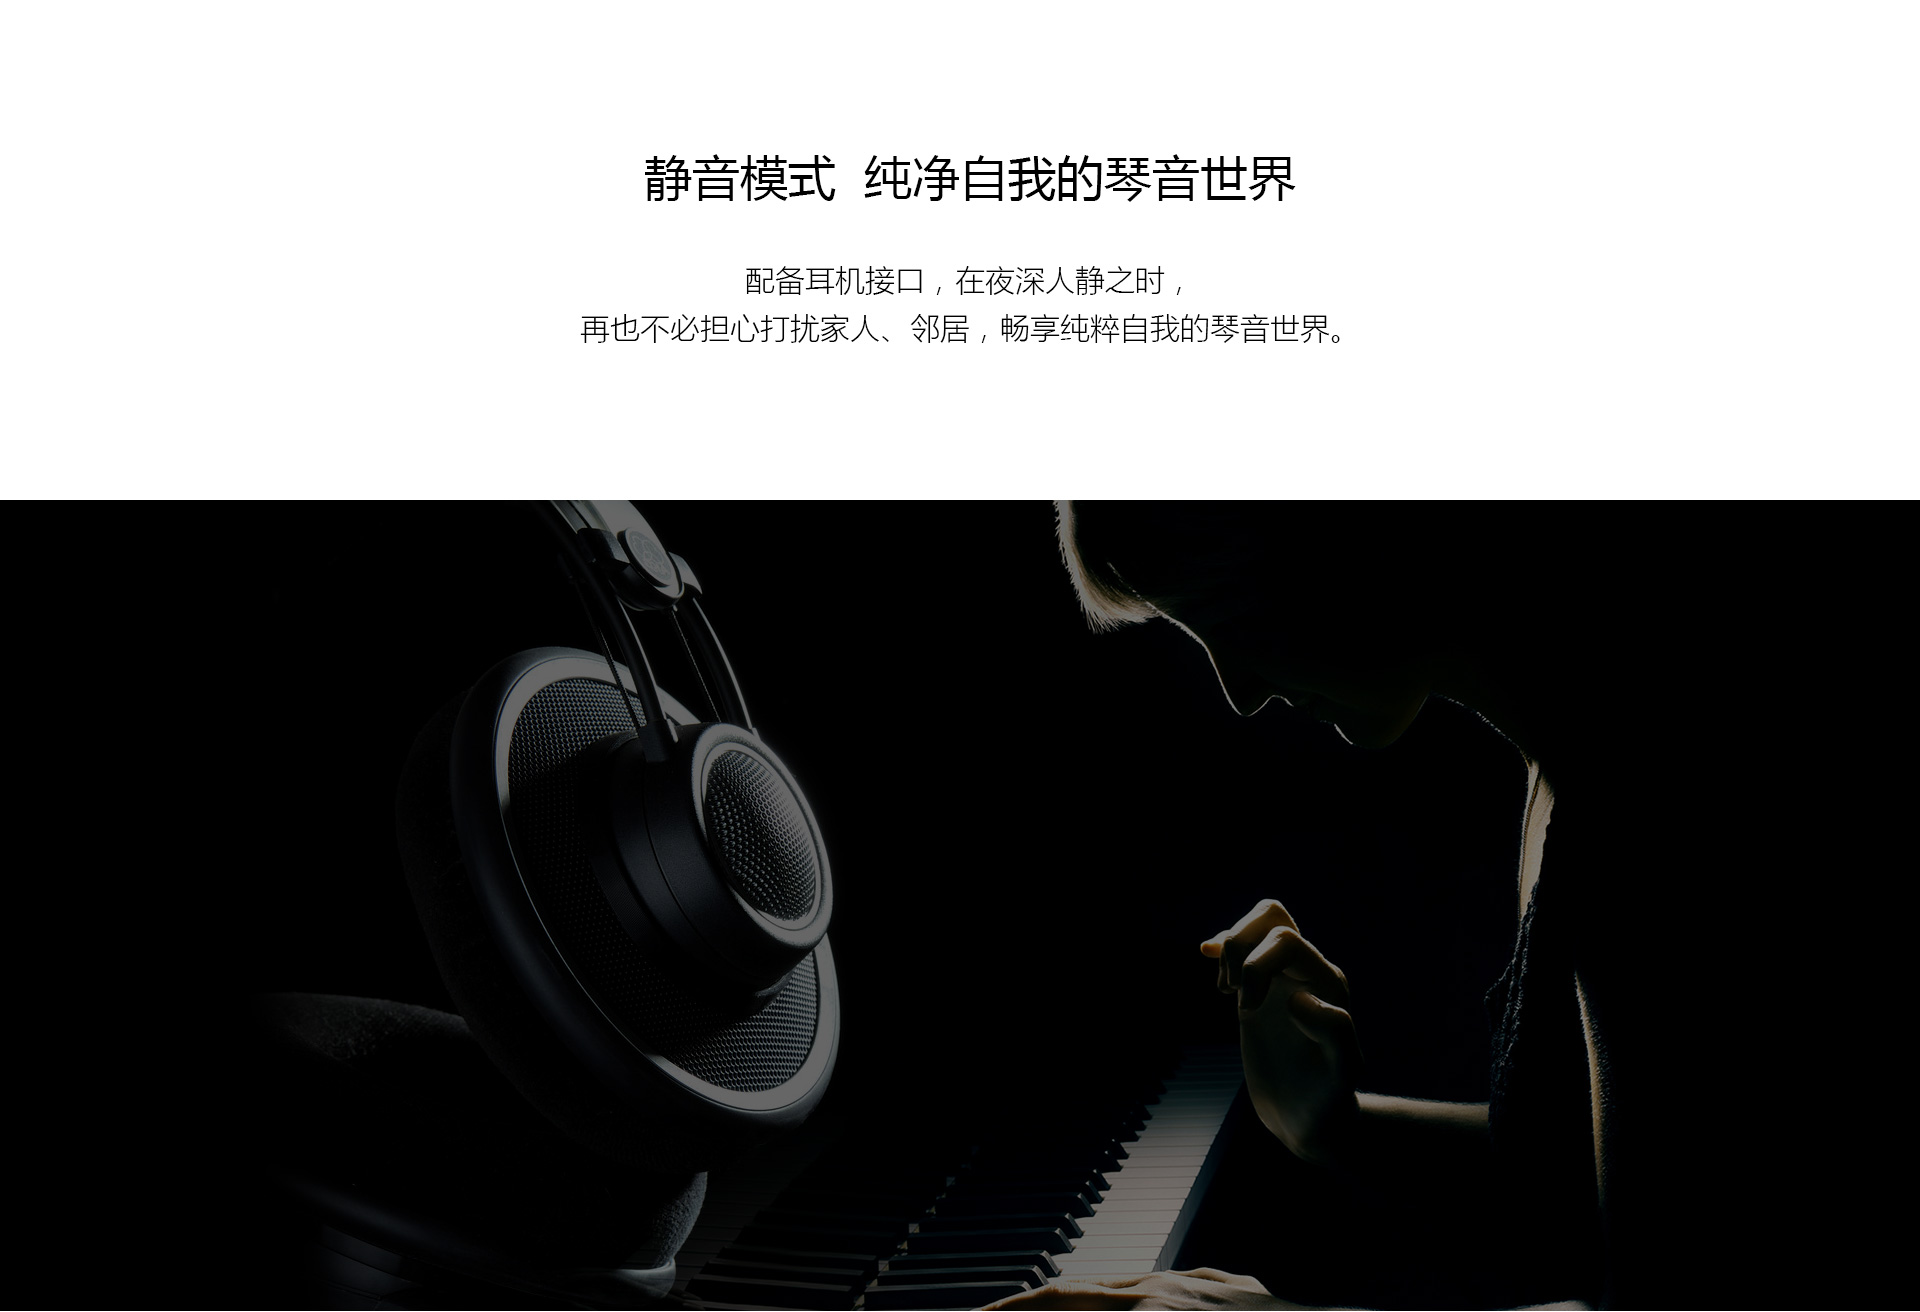 静音模式 纯净自我的琴音世界
配备耳机接口，在夜深人静之时，
再也不必担心打扰家人、邻居，畅享纯粹自我的琴音世界。